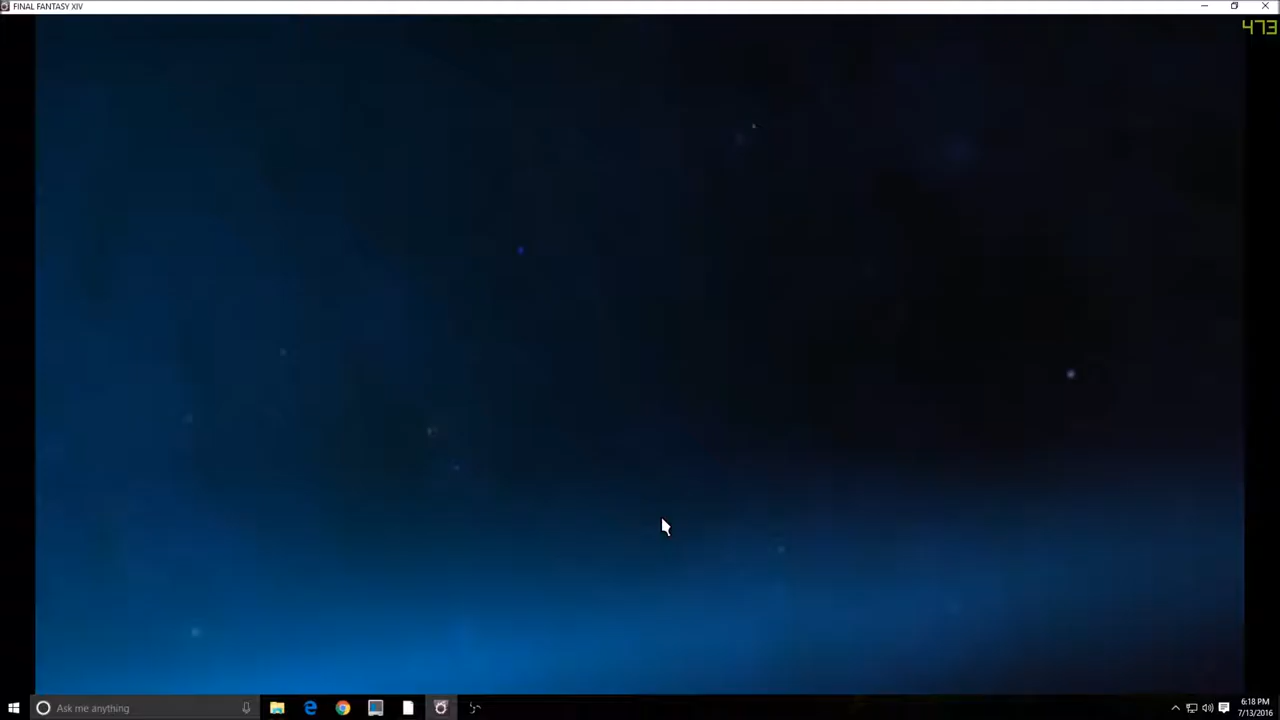 FINAL FANTASY XIV
473
Ask me anything
6:18 PM
7/13/2016